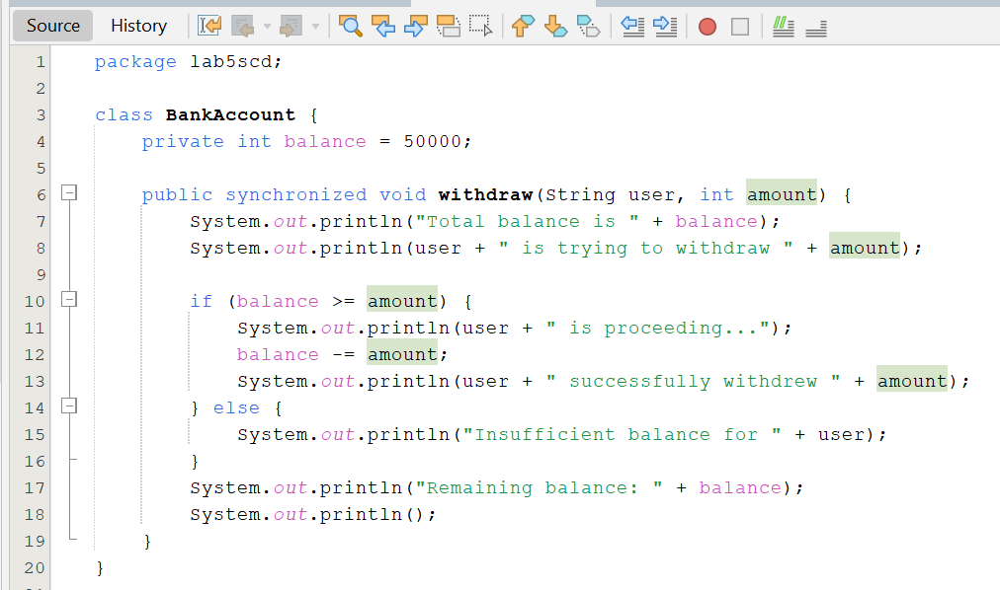 Source History
1 package lab5scd;
2
3 class BankAccount {
4 private int balance = 50000;
5
6 public synchronized void withdraw(String user, int amount) {
7 System.out.println("Total balance is " + balance);
8 System.out.println(user + " is trying to withdraw " + amount);
9
10 if (balance >= amount) {
11 System.out.println(user + " is proceeding...");
12 balance -= amount;
13 System.out.println(user + " successfully withdrew " + amount);
14 } else {
15 System.out.println("Insufficient balance for " + user);
16 }
17 System.out.println("Remaining balance: " + balance);
18 System.out.println();
19 }
20 }